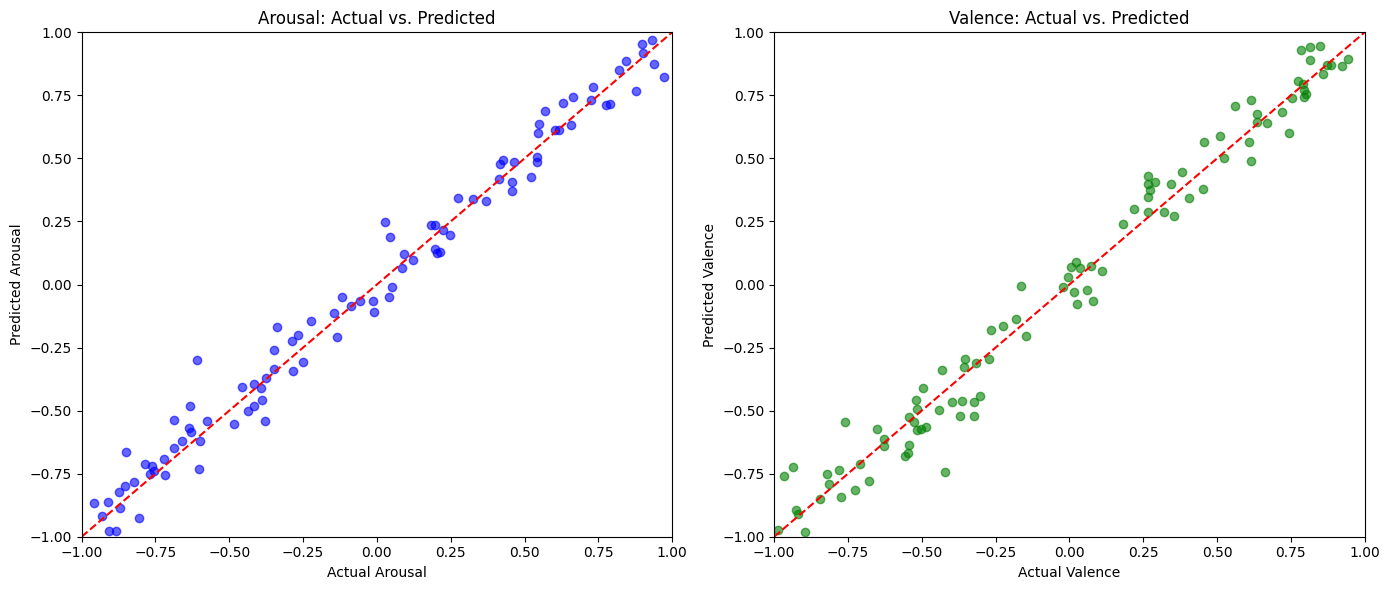 Arousal: Actual vs. Predicted
1.00
0.75
0.50
0.25
0.00
−0.25
−0.50
−0.75
−1.00
Predicted Arousal
−1.00 −0.75 −0.50 −0.25 0.00 0.25 0.50 0.75 1.00
Actual Arousal
Valence: Actual vs. Predicted
1.00
0.75
0.50
0.25
0.00
−0.25
−0.50
−0.75
−1.00
Predicted Valence
−1.00 −0.75 −0.50 −0.25 0.00 0.25 0.50 0.75 1.00
Actual Valence